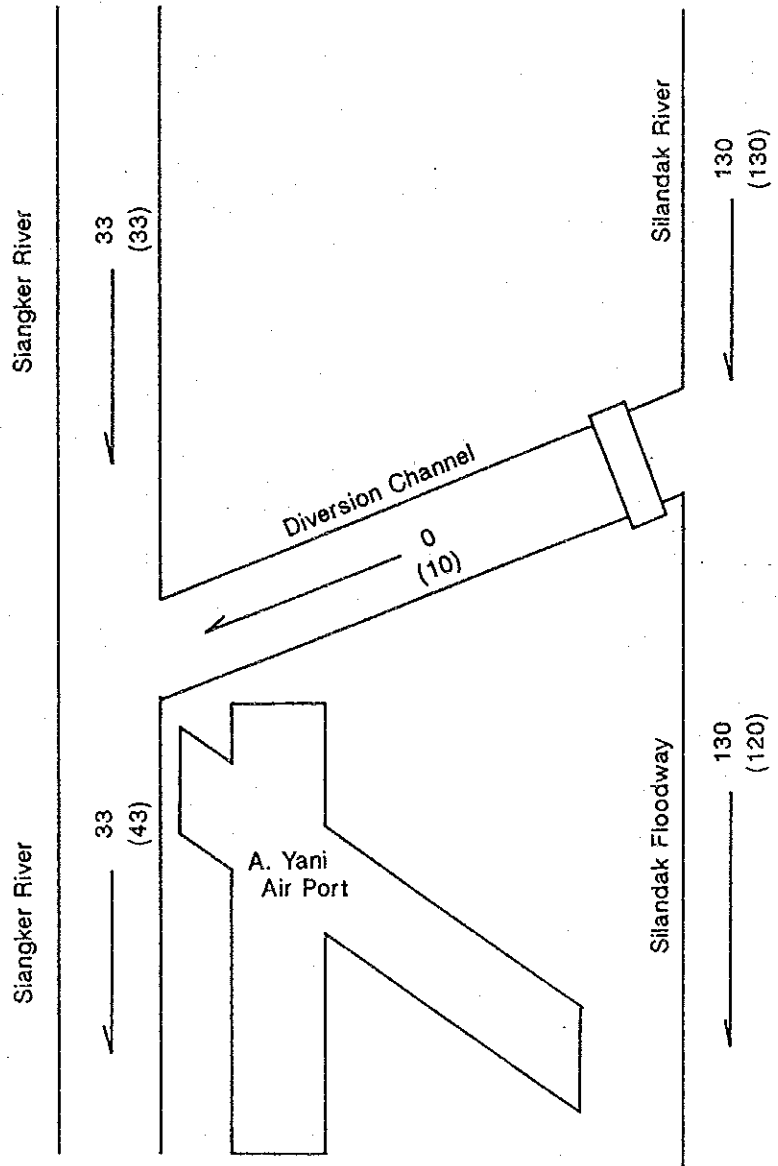 Siangker River
33
(33)
Siangker River
33
(43)
Diversion Channel
0
(10)
A. Yani
Air Port
Silandak River
130
(130)
Silandak Floodway
130
(120)